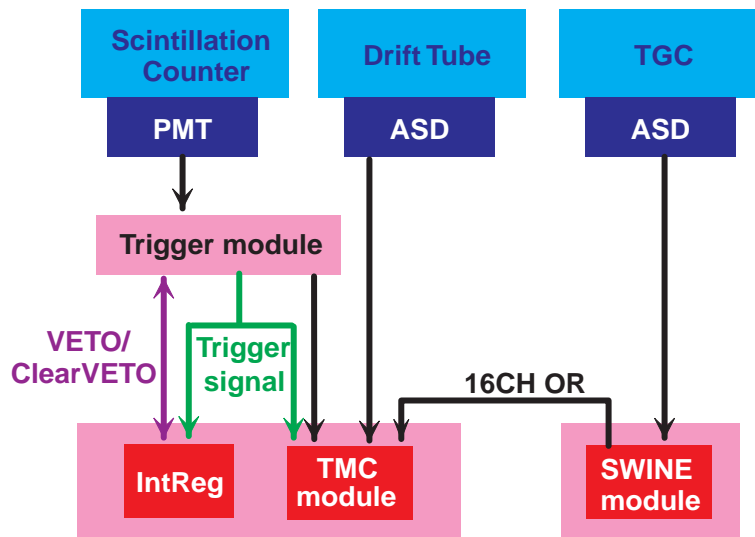 Scintillation
Counter
Drift Tube
TGC
PMT
ASD
ASD
Trigger module
VETO/
ClearVETO
Trigger
signal
16CH OR
IntReg
TMC
module
SWINE
module